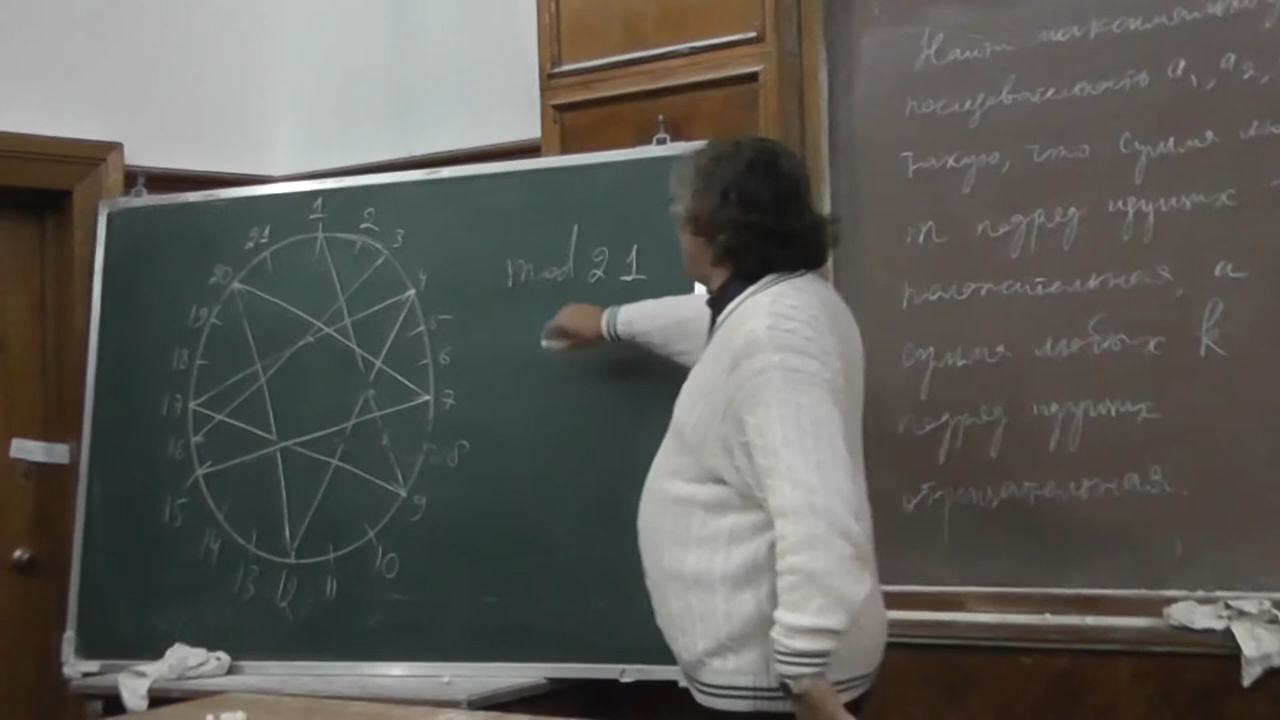 1
2
3
4
5
6
7
8
9
10
11
12
13
14
15
16
17
18
19
20
21
mod 21
Найти
последовательность a₁, a₂,
такую, что сумма
m подряд идущих
положительная, а
сумма любых k
подряд идущих
отрицательная.